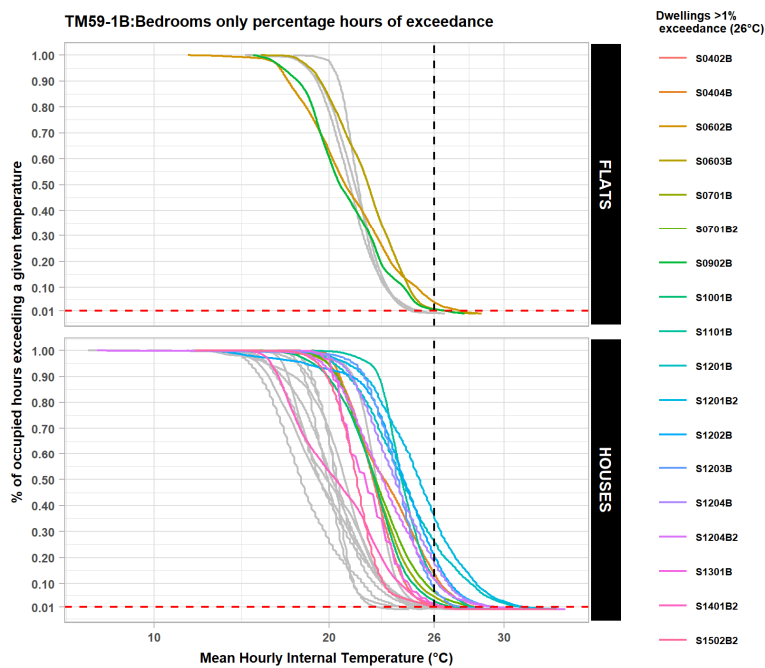 TM59-1B:Bedrooms only percentage hours of exceedance
Dwellings >1%
exceedance (26°C)
% of occupied hours exceeding a given temperature
1.00
0.90
0.80
0.70
0.60
0.50
0.40
0.30
0.20
0.10
0.01
FLATS
1.00
0.90
0.80
0.70
0.60
0.50
0.40
0.30
0.20
0.10
0.01
HOUSES
10
20
26
30
Mean Hourly Internal Temperature (°C)
S0402B
S0404B
S0602B
S0603B
S0701B
S0701B2
S0902B
S1001B
S1101B
S1201B
S1201B2
S1202B
S1203B
S1204B
S1204B2
S1301B
S1401B2
S1502B2